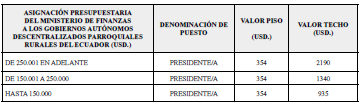 ASIGNACIÓN PRESUPUESTARIA
DEL MINISTERIO DE FINANZAS
A LOS GOBIERNOS AUTÓNOMOS
DESCENTRALIZADOS PARROQUIALES
RURALES DEL ECUADOR (USD.)
DENOMINACIÓN DE
PUESTO
VALOR PISO
(USD.)
VALOR TECHO
(USD.)
DE 250.001 EN ADELANTE PRESIDENTE/A 354 2190
DE 150.001 A 250.000 PRESIDENTE/A 354 1340
HASTA 150.000 PRESIDENTE/A 354 935